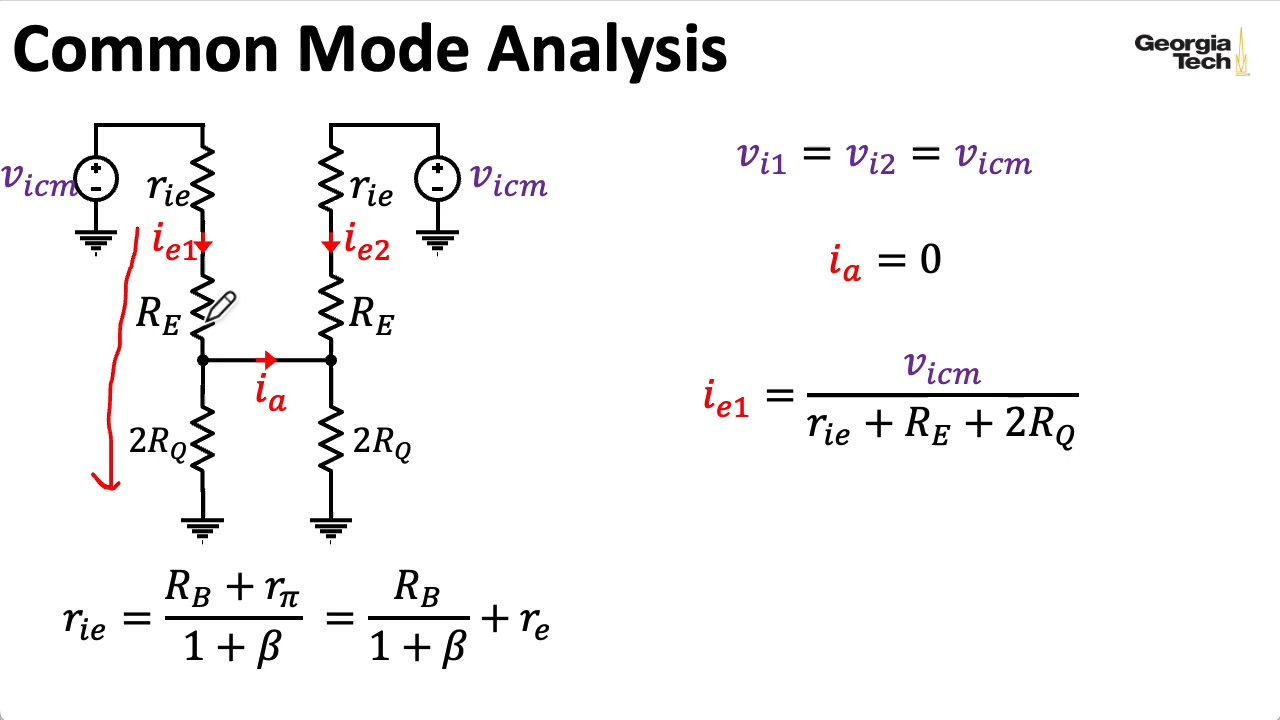 Common Mode Analysis
Georgia
Tech
v_icm
r_ie
r_ie
v_icm
i_e1
i_e2
R_E
R_E
i_a
2R_Q
2R_Q
r_ie = (R_B + r_π)/(1 + β) = R_B/(1 + β) + r_e
v_i1 = v_i2 = v_icm
i_a = 0
i_e1 = v_icm/(r_ie + R_E + 2R_Q)